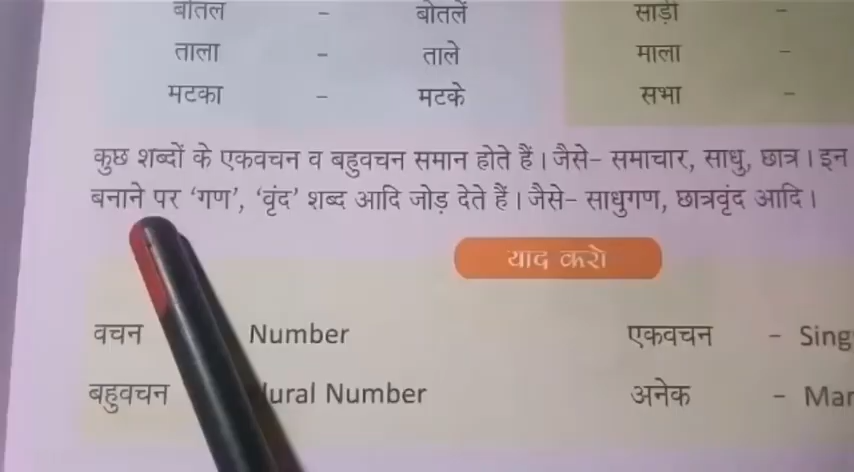 बोतल - बोतलें साड़ी -
ताला - ताले माला -
मटका - मटके सभा -
कुछ शब्दों के एकवचन व बहुवचन समान होते हैं। जैसे- समाचार, साधु, छात्र। इन
बनाने पर ‘गण’, ‘वृंद’ शब्द आदि जोड़ देते हैं। जैसे- साधुगण, छात्रवृंद आदि।
याद करो
वचन Number एकवचन - Sing
बहुवचन lural Number अनेक - Mar